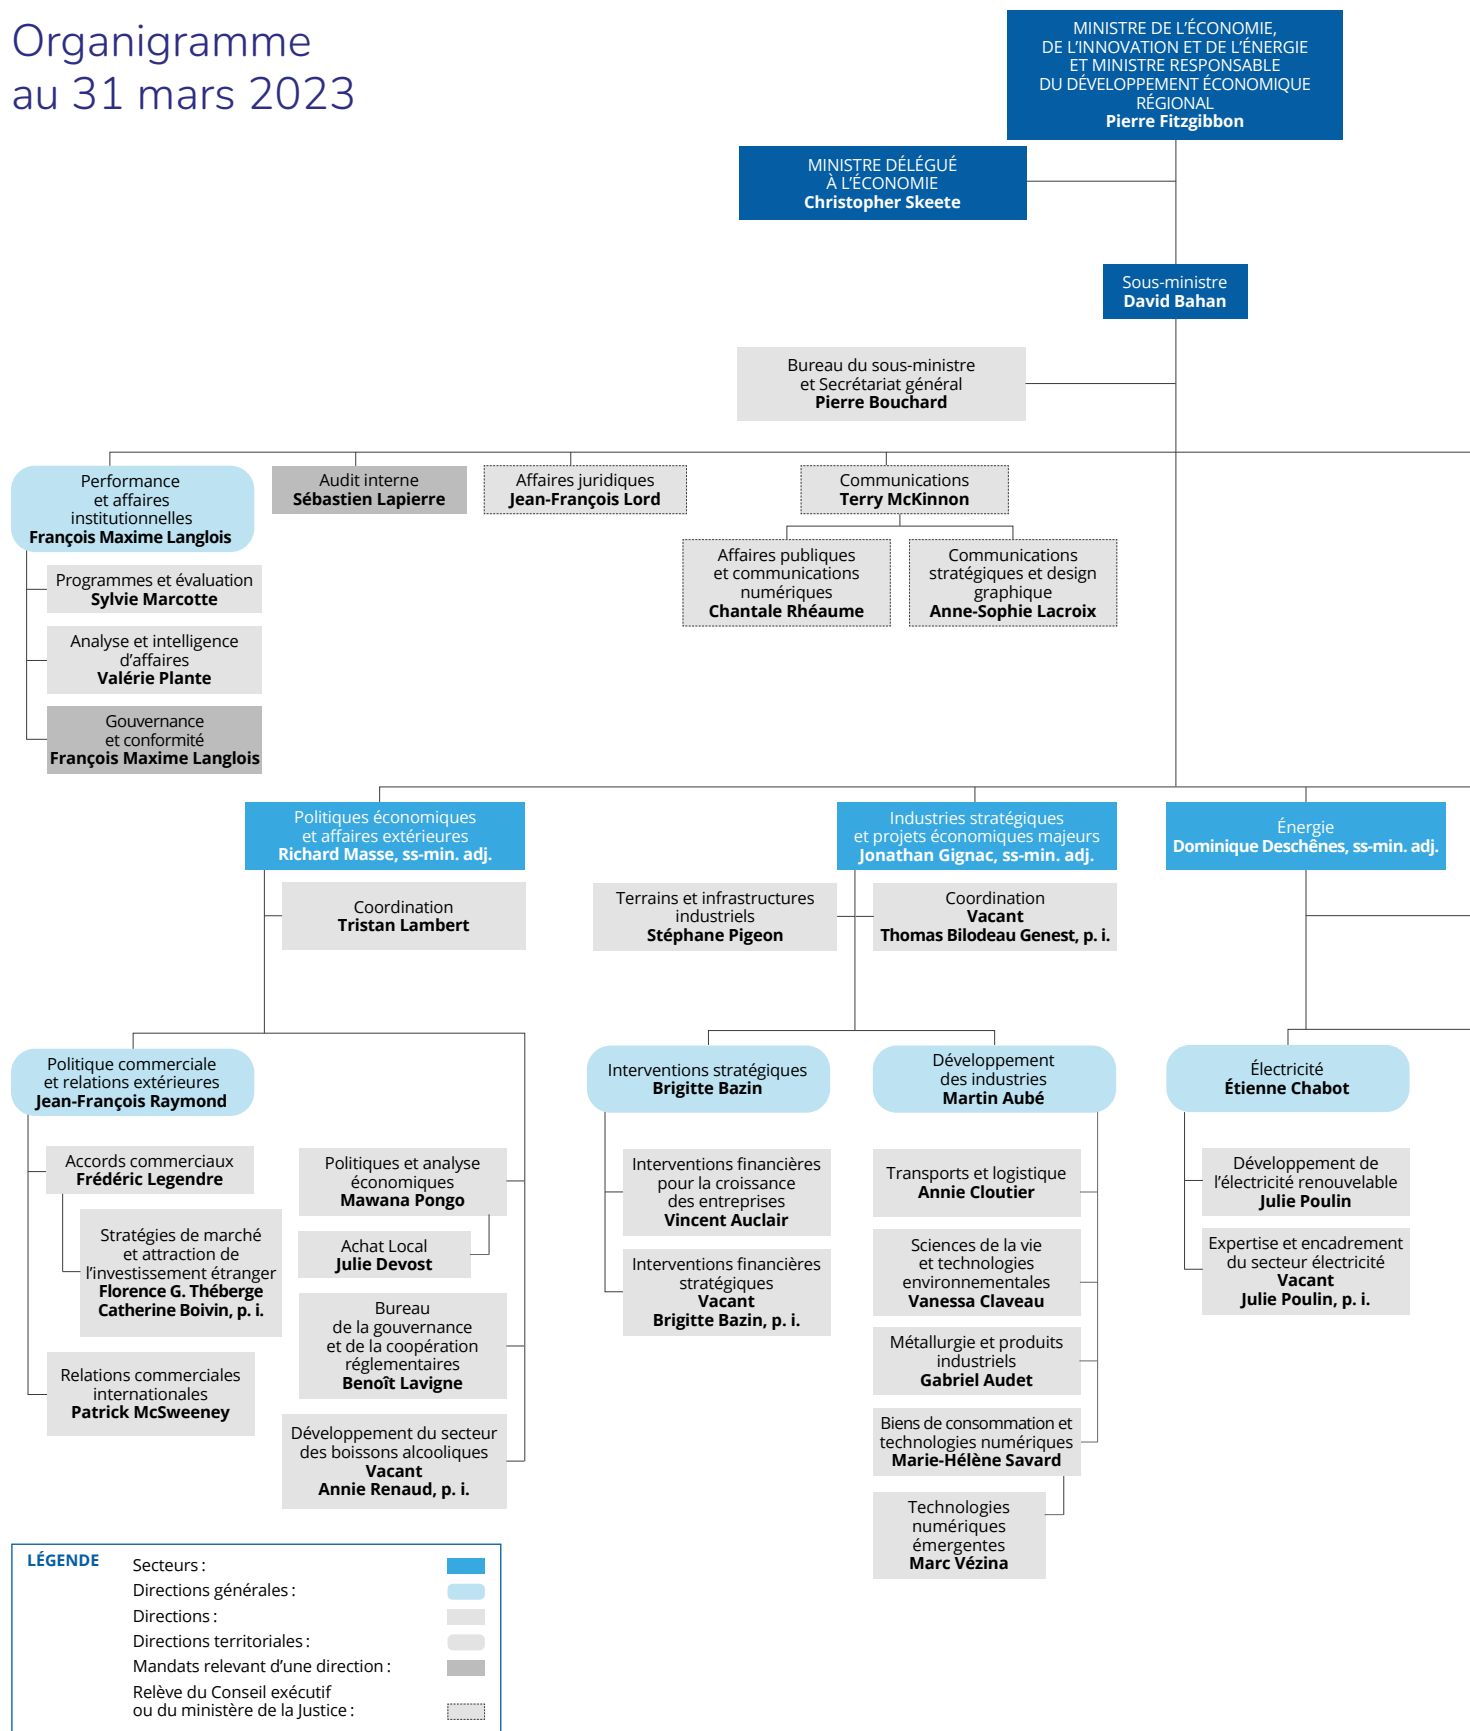 Organigramme
au 31 mars 2023
MINISTRE DE L’ÉCONOMIE,
DE L’INNOVATION ET DE L’ÉNERGIE
ET MINISTRE RESPONSABLE
DU DÉVELOPPEMENT ÉCONOMIQUE
RÉGIONAL
Pierre Fitzgibbon
MINISTRE DÉLÉGUÉ
À L’ÉCONOMIE
Christopher Skeete
Sous-ministre
David Bahan
Bureau du sous-ministre
et Secrétariat général
Pierre Bouchard
Performance
et affaires
institutionnelles
François Maxime Langlois
Audit interne
Sébastien Lapierre
Affaires juridiques
Jean-François Lord
Communications
Terry McKinnon
Affaires publiques
et communications
numériques
Chantale Rhéaume
Communications
stratégiques et design
graphique
Anne-Sophie Lacroix
Programmes et évaluation
Sylvie Marcotte
Analyse et intelligence
d’affaires
Valérie Plante
Gouvernance
et conformité
François Maxime Langlois
Politiques économiques
et affaires extérieures
Richard Masse, ss-min. adj.
Industries stratégiques
et projets économiques majeurs
Jonathan Gignac, ss-min. adj.
Énergie
Dominique Deschênes, ss-min. adj.
Coordination
Tristan Lambert
Terrains et infrastructures
industriels
Stéphane Pigeon
Coordination
Vacant
Thomas Bilodeau Genest, p. i.
Politique commerciale
et relations extérieures
Jean-François Raymond
Interventions stratégiques
Brigitte Bazin
Développement
des industries
Martin Aubé
Électricité
Étienne Chabot
Accords commerciaux
Frédéric Legendre
Stratégies de marché
et attraction de
l’investissement étranger
Florence G. Théberge
Catherine Boivin, p. i.
Relations commerciales
internationales
Patrick McSweeney
Politiques et analyse
économiques
Mawana Pongo
Achat Local
Julie Devost
Bureau
de la gouvernance
et de la coopération
réglementaires
Benoît Lavigne
Développement du secteur
des boissons alcooliques
Vacant
Annie Renaud, p. i.
Interventions financières
pour la croissance
des entreprises
Vincent Auclair
Interventions financières
stratégiques
Vacant
Brigitte Bazin, p. i.
Transports et logistique
Annie Cloutier
Sciences de la vie
et technologies
environnementales
Vanessa Claveau
Métallurgie et produits
industriels
Gabriel Audet
Biens de consommation et
technologies numériques
Marie-Hélène Savard
Technologies
numériques
émergentes
Marc Vézina
Développement de
l’électricité renouvelable
Julie Poulin
Expertise et encadrement
du secteur électricité
Vacant
Julie Poulin, p. i.
LÉGENDE
Secteurs :
Directions générales :
Directions :
Directions territoriales :
Mandats relevant d’une direction :
Relève du Conseil exécutif
ou du ministère de la Justice :